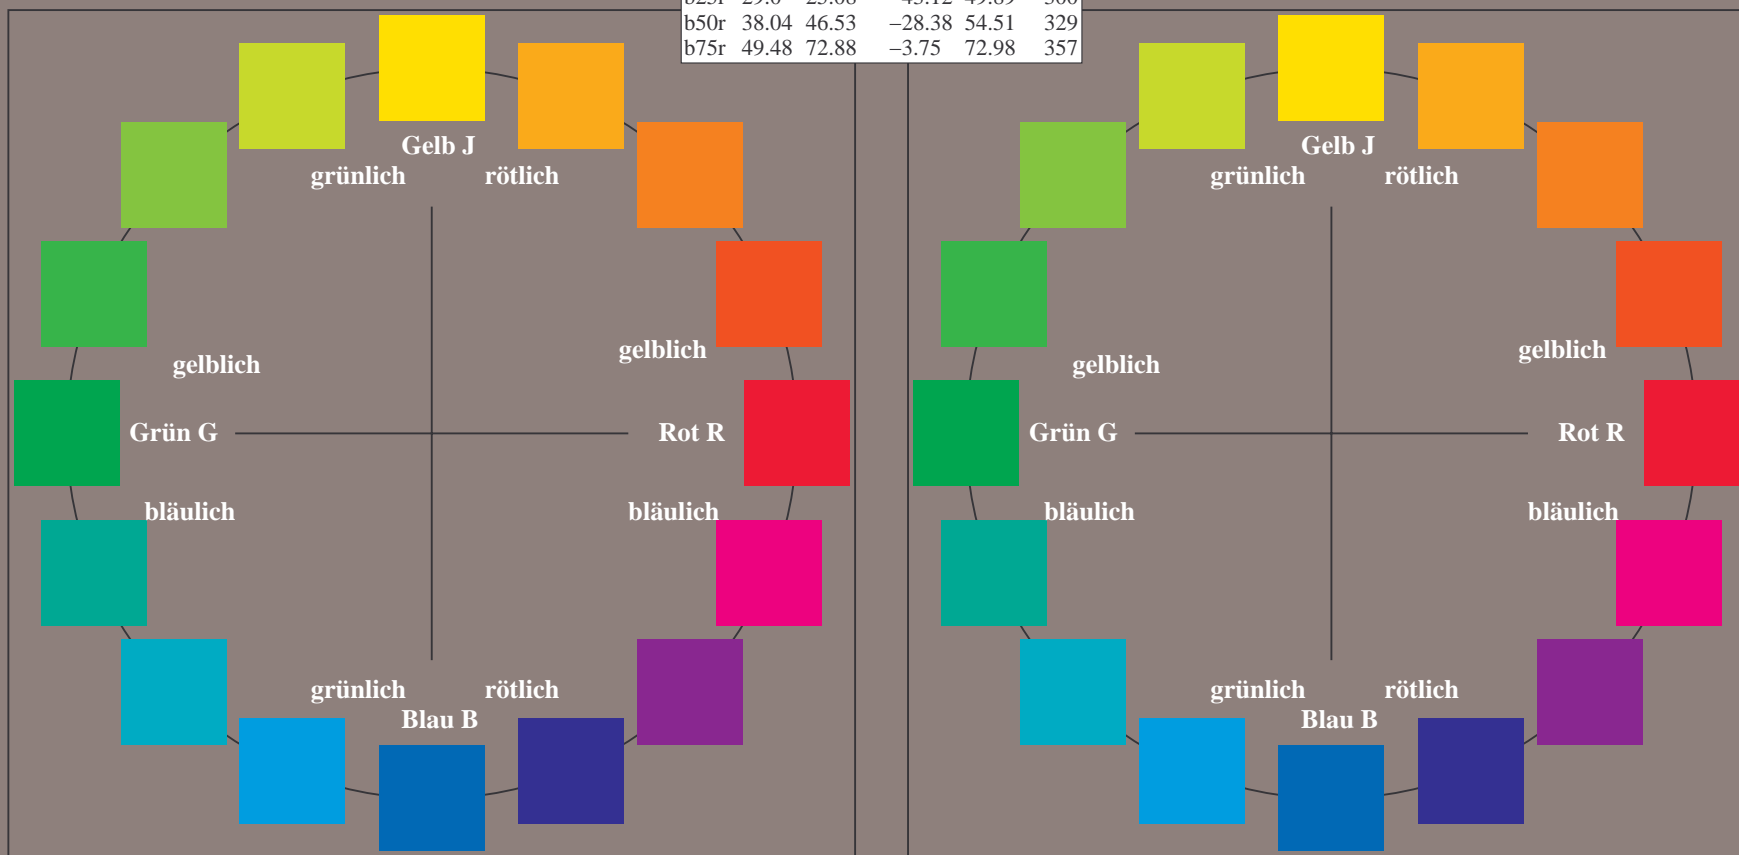 b50r 38.04 46.53 −28.38 54.51 329
b75r 49.48 72.88 −3.75 72.98 357
Gelb J
grünlich rötlich
gelblich
gelblich
Grün G
Rot R
bläulich
bläulich
grünlich rötlich
Blau B
Gelb J
grünlich rötlich
gelblich
gelblich
Grün G
Rot R
bläulich
bläulich
grünlich rötlich
Blau B